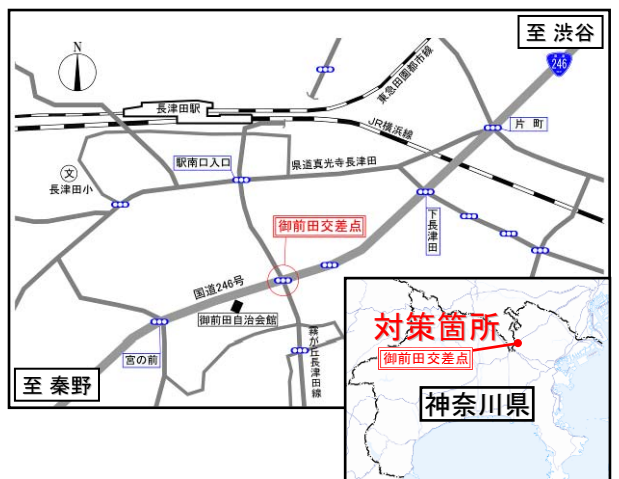 至 渋谷
246
N
東急田園都市線
長津田駅
JR横浜線
片 町
駅南口入口
県道真光寺長津田
文
長津田小
下長津田
御前田交差点
国道246号
御前田自治会館
霧が丘長津田線
宮の前
至 秦野
対策箇所
御前田交差点
神奈川県